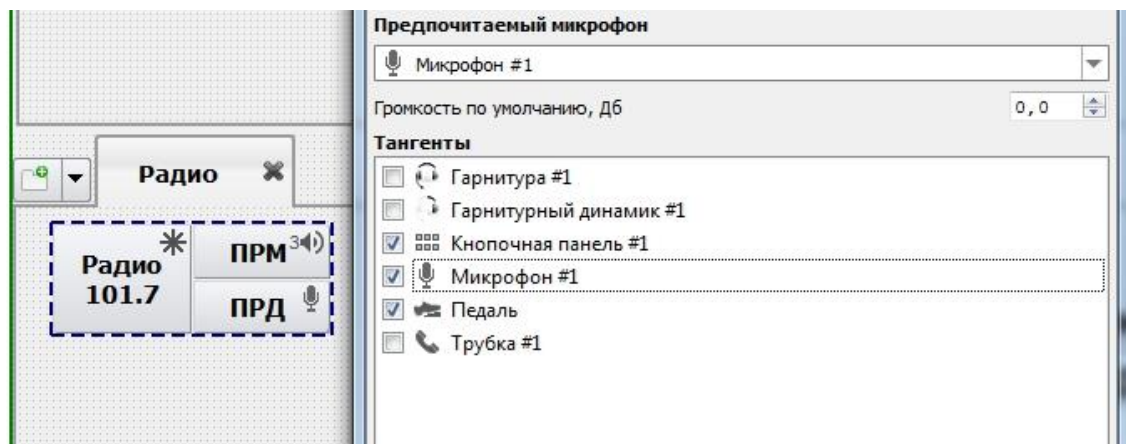 Предпочитаемый микрофон
Микрофон #1
Громкость по умолчанию, Дб 0,0
Тангенты
Гарнитура #1
Гарнитурный динамик #1
Кнопочная панель #1
Микрофон #1
Педаль
Трубка #1
Радио
Радио
101.7
ПРМ 3
ПРД